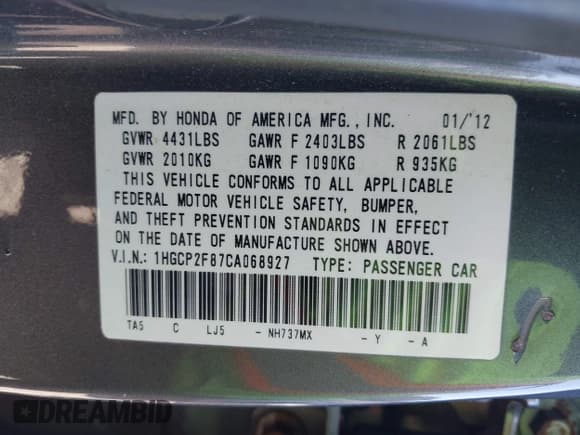 MFD. BY HONDA OF AMERICA MFG., INC. 01/'12
GVWR 4431LBS GAWR F 2403LBS R 2061LBS
GVWR 2010KG GAWR F 1090KG R 935KG
THIS VEHICLE CONFORMS TO ALL APPLICABLE
FEDERAL MOTOR VEHICLE SAFETY, BUMPER,
AND THEFT PREVENTION STANDARDS IN EFFECT
ON THE DATE OF MANUFACTURE SHOWN ABOVE.
V.I.N.: 1HGCP2F87CA068927 TYPE: PASSENGER CAR
TA5 C LJ5 - NH737MX - Y - A
DREAMBID